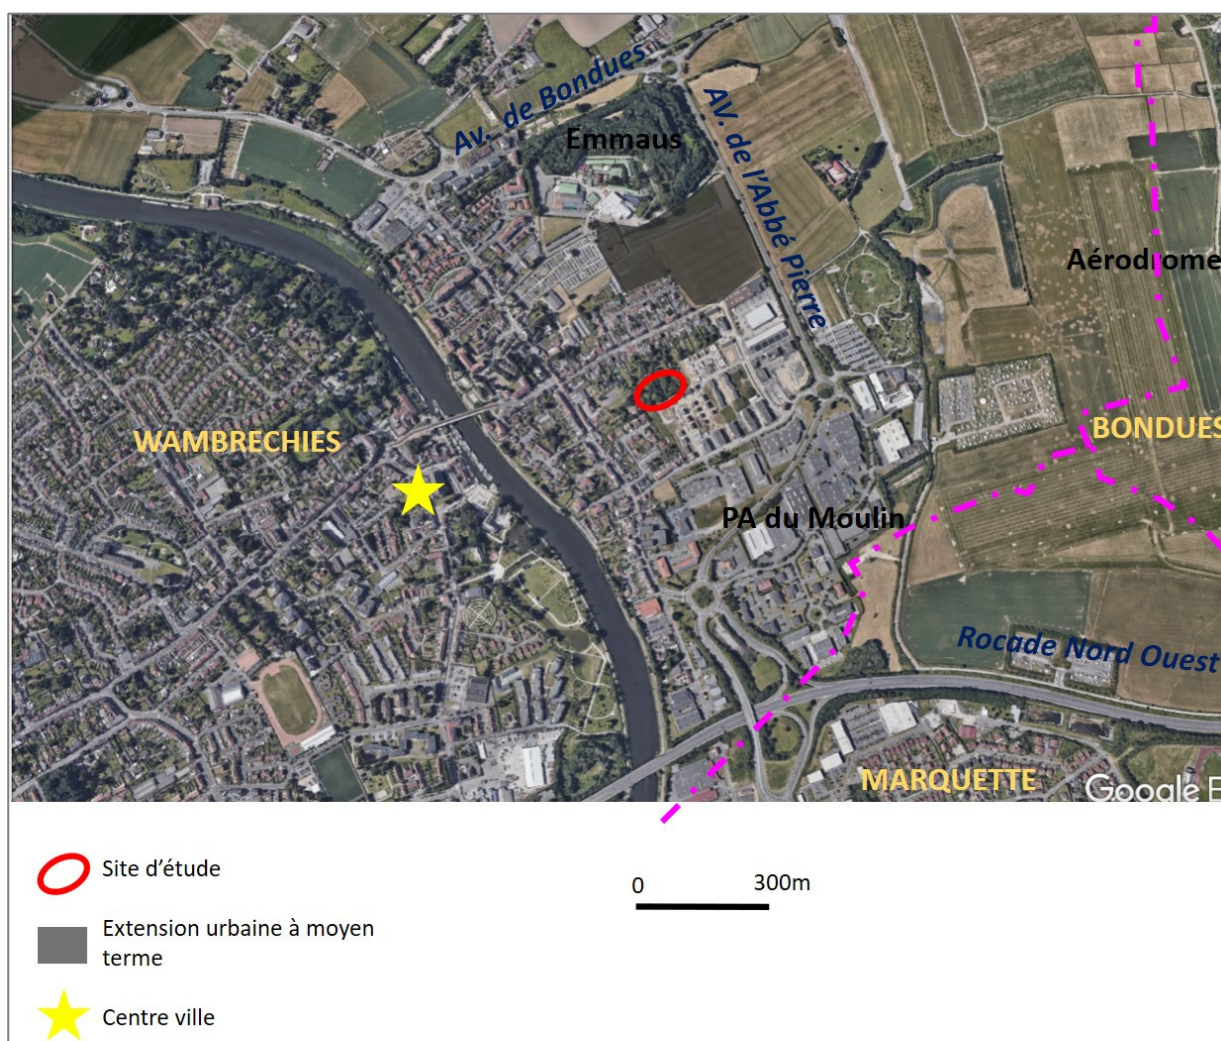 Av. de Bondues
AV. de l'Abbé Pierre
Emmaus
Aérodrome
WAMBRECHIES
BONDUES
PA du Moulin
Rocade Nord Ouest
MARQUETTE
Google E
Site d'étude
0 300m
Extension urbaine à moyen
terme
Centre ville